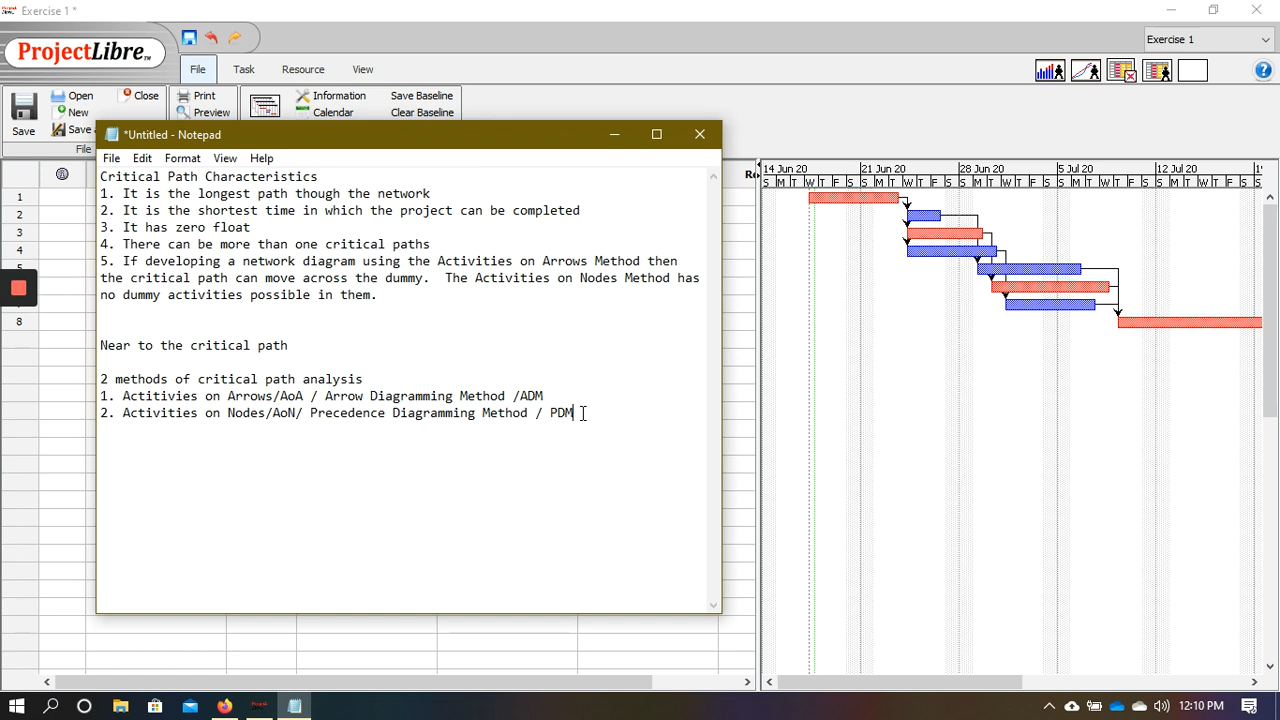 Exercise 1 *
ProjectLibre™
File Task Resource View
Exercise 1
Save
Open
New
Save
Close
File
Print
Preview
Information
Calendar
Save Baseline
Clear Baseline
*Untitled - Notepad
File Edit Format View Help
Critical Path Characteristics
1. It is the longest path though the network
2. It is the shortest time in which the project can be completed
3. It has zero float
4. There can be more than one critical paths
5. If developing a network diagram using the Activities on Arrows Method then
the critical path can move across the dummy. The Activities on Nodes Method has
no dummy activities possible in them.
Near to the critical path
2 methods of critical path analysis
1. Actitivies on Arrows/AoA / Arrow Diagramming Method /ADM
2. Activities on Nodes/AoN/ Precedence Diagramming Method / PDM
1
2
3
4
8
14 Jun 20 21 Jun 20 28 Jun 20 5 Jul 20 12 Jul 20
S M T W T F S S M T W T F S S M T W T F S S M T W T F S S M T W T F S
12:10 PM